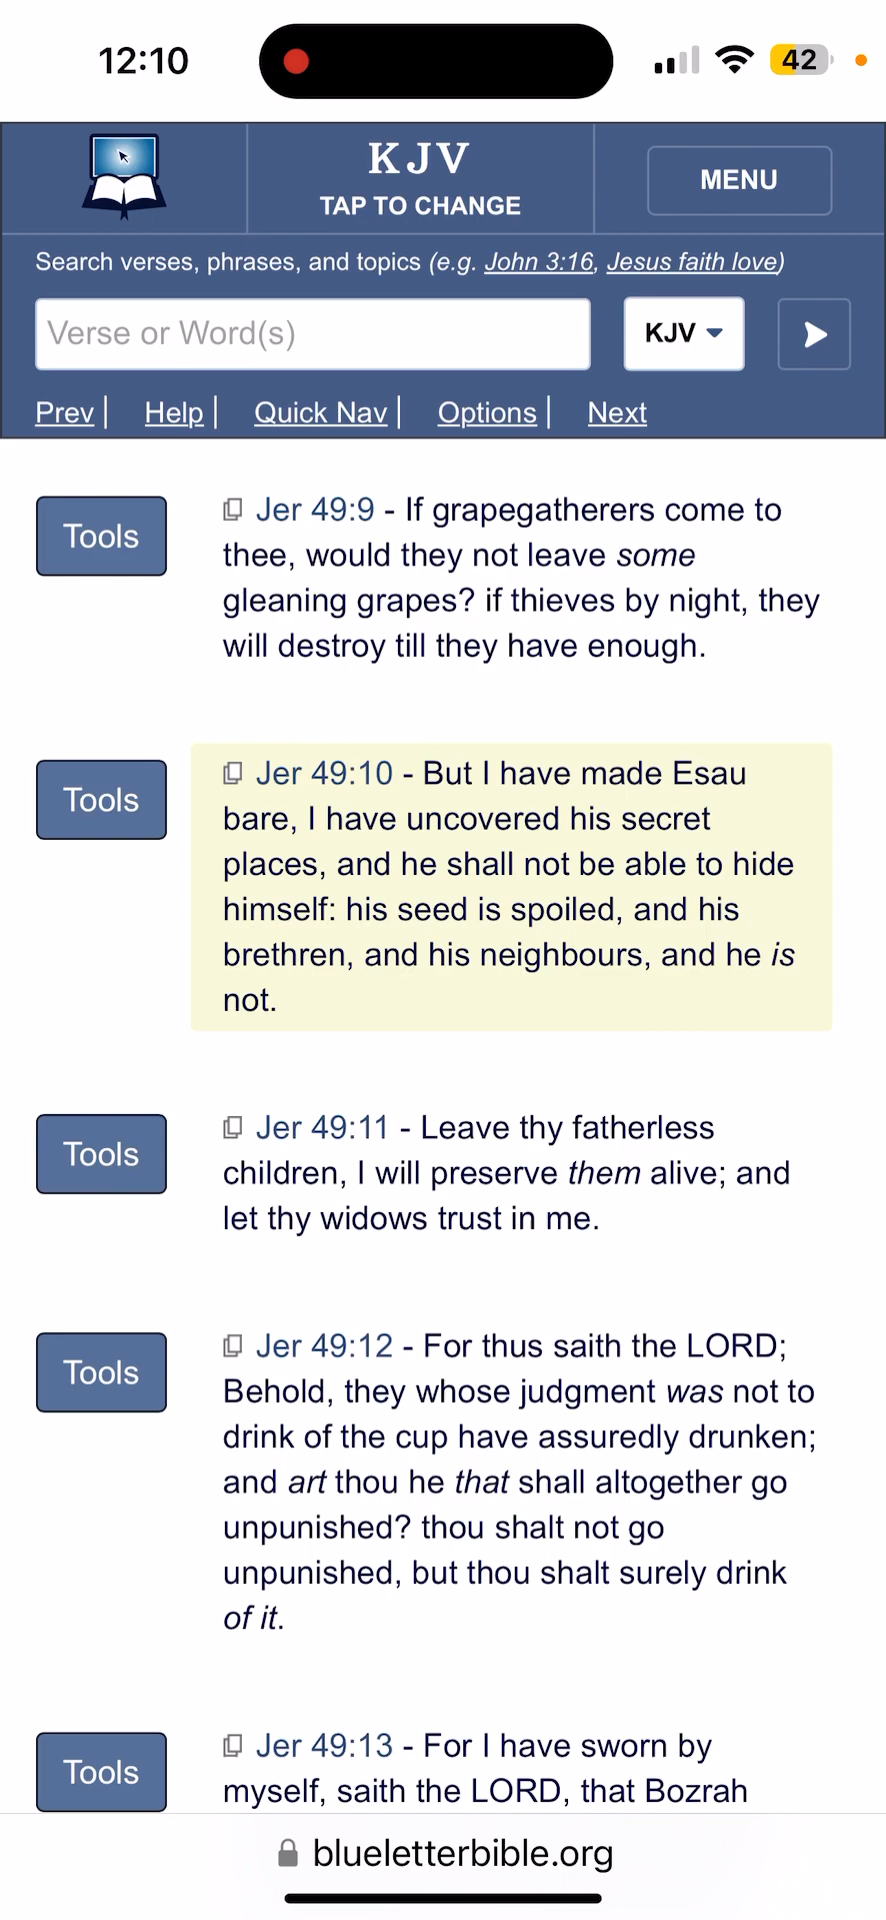 12:10
42
KJV
TAP TO CHANGE
MENU
Search verses, phrases, and topics (e.g. John 3:16, Jesus faith love)
Verse or Word(s)
KJV
Prev | Help | Quick Nav | Options | Next
Tools
Jer 49:9 - If grapegatherers come to
thee, would they not leave some
gleaning grapes? if thieves by night, they
will destroy till they have enough.
Tools
Jer 49:10 - But I have made Esau
bare, I have uncovered his secret
places, and he shall not be able to hide
himself: his seed is spoiled, and his
brethren, and his neighbours, and he is
not.
Tools
Jer 49:11 - Leave thy fatherless
children, I will preserve them alive; and
let thy widows trust in me.
Tools
Jer 49:12 - For thus saith the LORD;
Behold, they whose judgment was not to
drink of the cup have assuredly drunken;
and art thou he that shall altogether go
unpunished? thou shalt not go
unpunished, but thou shalt surely drink
of it.
Tools
Jer 49:13 - For I have sworn by
myself, saith the LORD, that Bozrah
blueletterbible.org